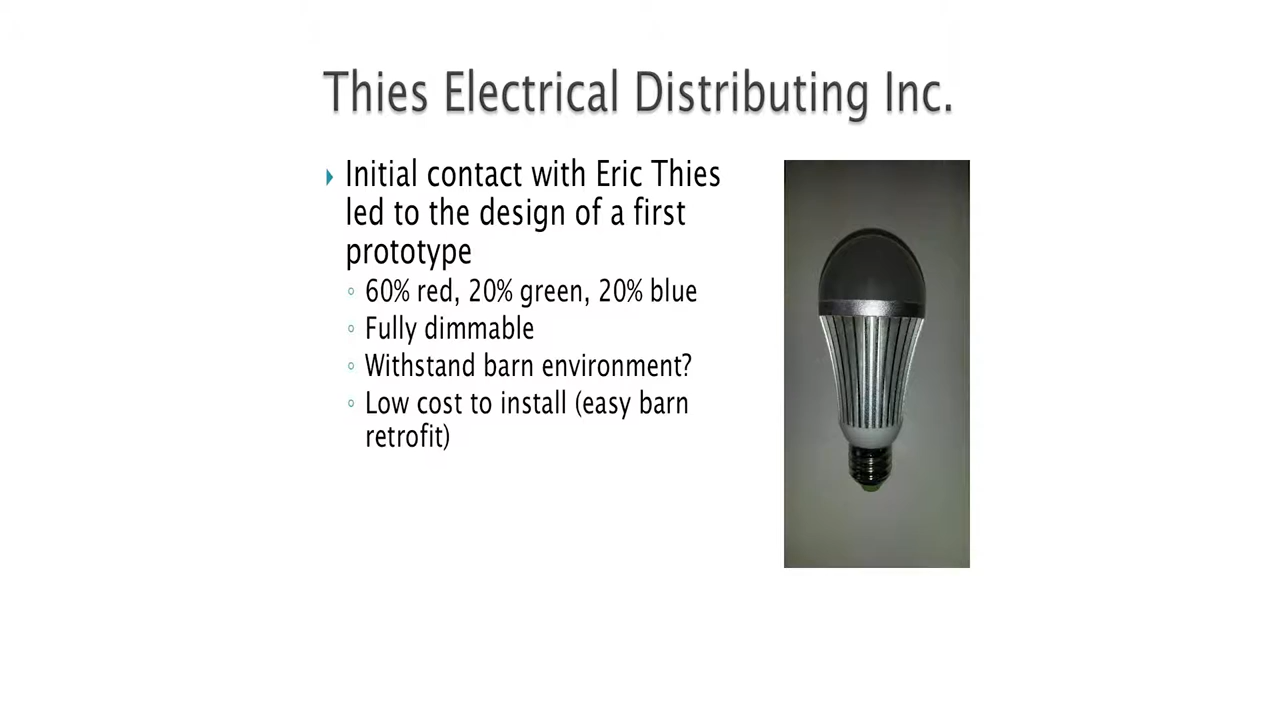 Thies Electrical Distributing Inc.
Initial contact with Eric Thies
led to the design of a first
prototype
60% red, 20% green, 20% blue
Fully dimmable
Withstand barn environment?
Low cost to install (easy barn
retrofit)